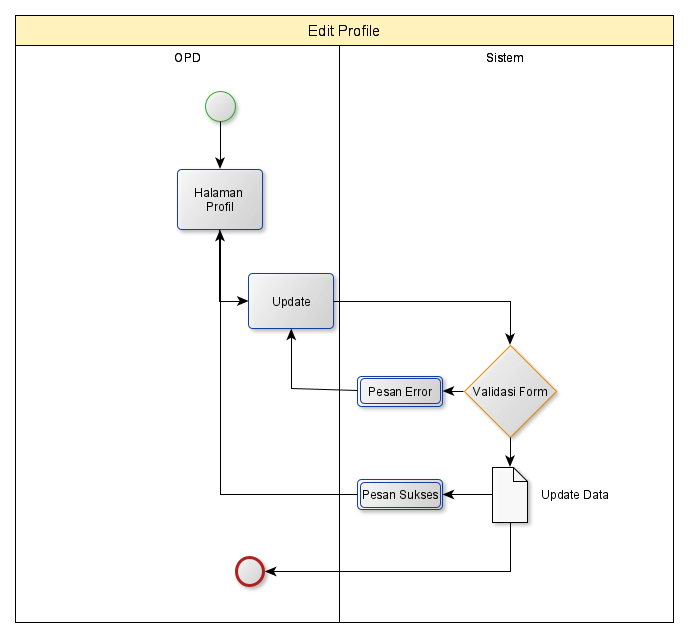 Edit Profile
OPD
Sistem
Halaman
Profil
Update
Pesan Error
Validasi Form
Pesan Sukses
Update Data